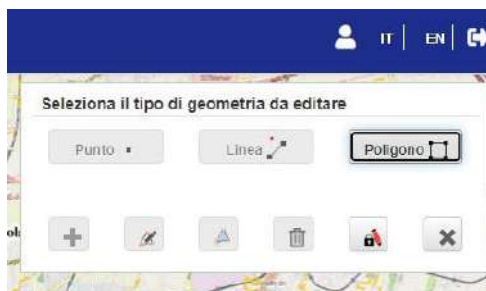 IT | EN |
Seleziona il tipo di geometria da editare
Punto
Linea
Poligono